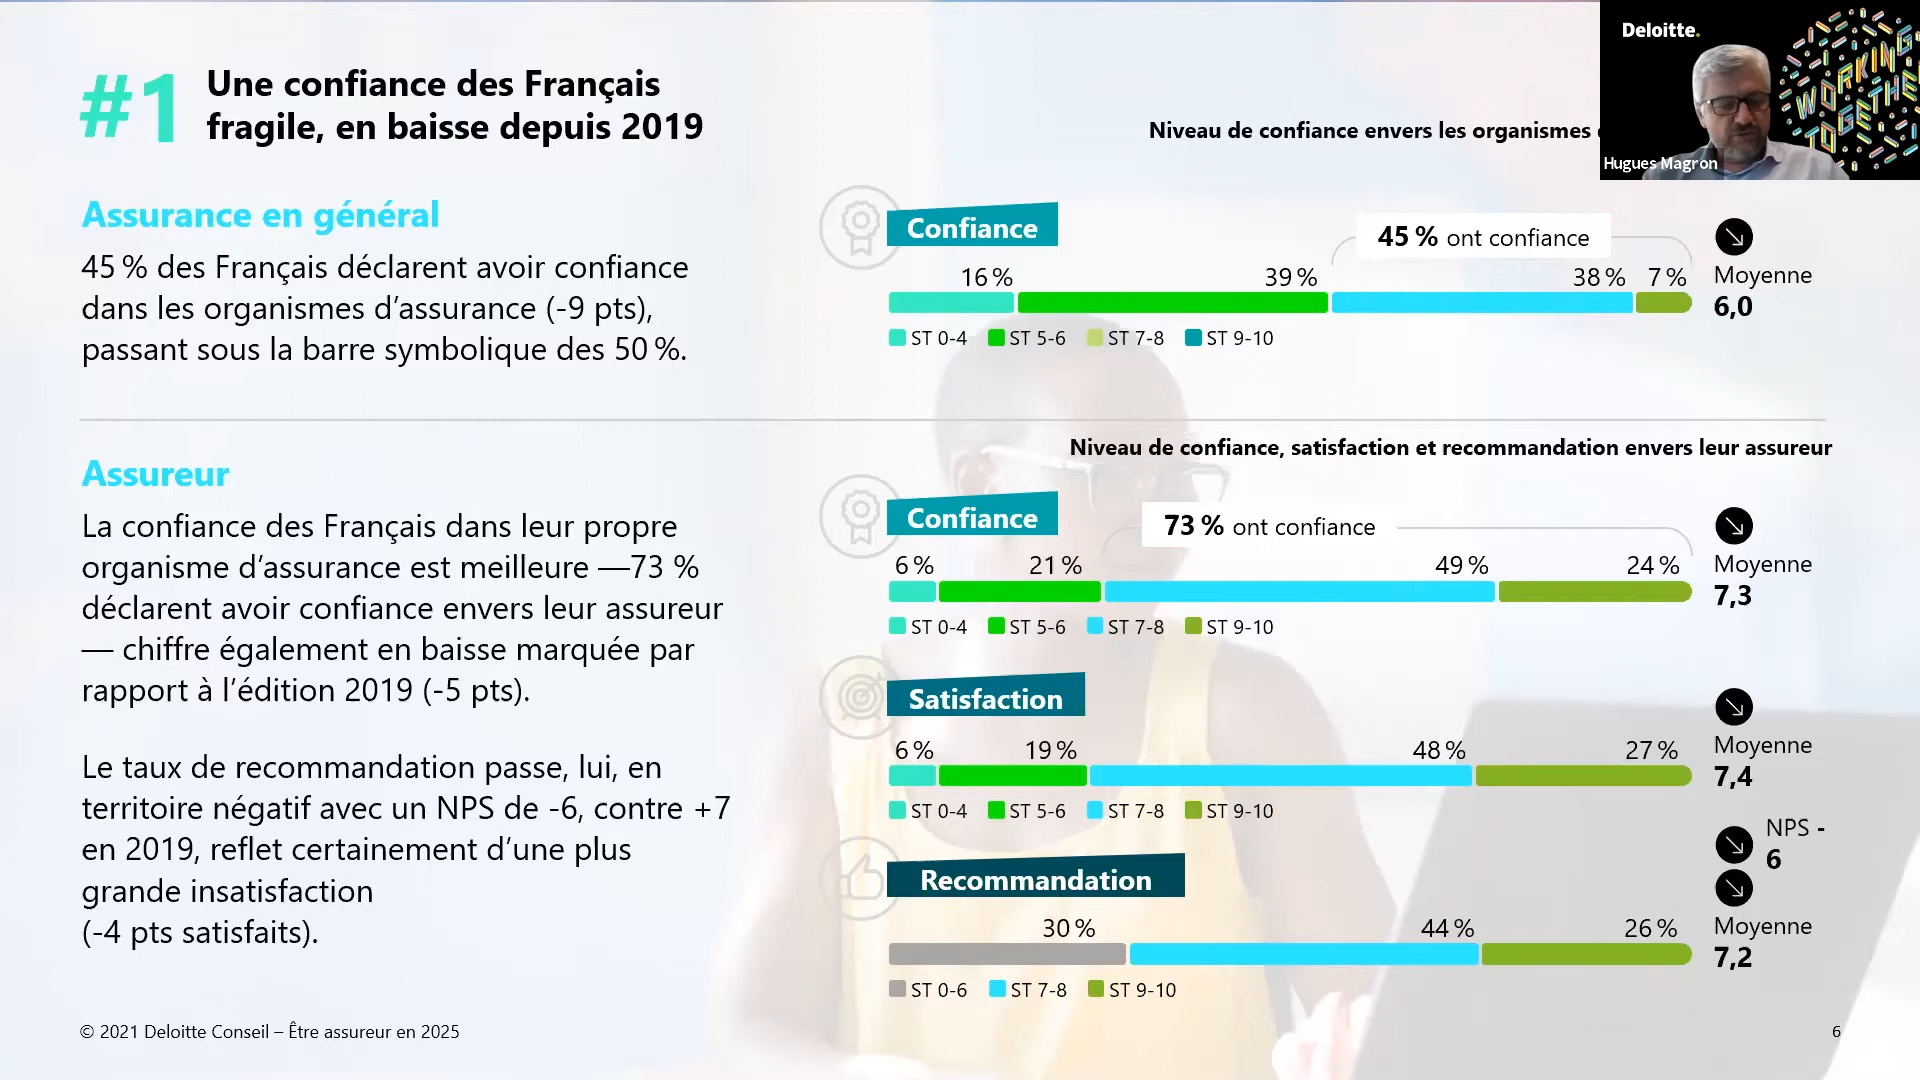 Deloitte.
WORKING
TOGETHER
Hugues Magron
#1
Une confiance des Français
fragile, en baisse depuis 2019
Niveau de confiance envers les organismes
Assurance en général
45 % des Français déclarent avoir confiance
dans les organismes d’assurance (-9 pts),
passant sous la barre symbolique des 50 %.
Confiance
45 % ont confiance
16 % 39 % 38 % 7 %
ST 0-4 ST 5-6 ST 7-8 ST 9-10
Moyenne
6,0
Niveau de confiance, satisfaction et recommandation envers leur assureur
Assureur
La confiance des Français dans leur propre
organisme d’assurance est meilleure —73 %
déclarent avoir confiance envers leur assureur
— chiffre également en baisse marquée par
rapport à l’édition 2019 (-5 pts).
Le taux de recommandation passe, lui, en
territoire négatif avec un NPS de -6, contre +7
en 2019, reflet certainement d’une plus
grande insatisfaction
(-4 pts satisfaits).
Confiance
73 % ont confiance
6 % 21 % 49 % 24 %
ST 0-4 ST 5-6 ST 7-8 ST 9-10
Moyenne
7,3
Satisfaction
6 % 19 % 48 % 27 %
ST 0-4 ST 5-6 ST 7-8 ST 9-10
Moyenne
7,4
Recommandation
NPS -
6
30 % 44 % 26 %
ST 0-6 ST 7-8 ST 9-10
Moyenne
7,2
© 2021 Deloitte Conseil – Être assureur en 2025
6